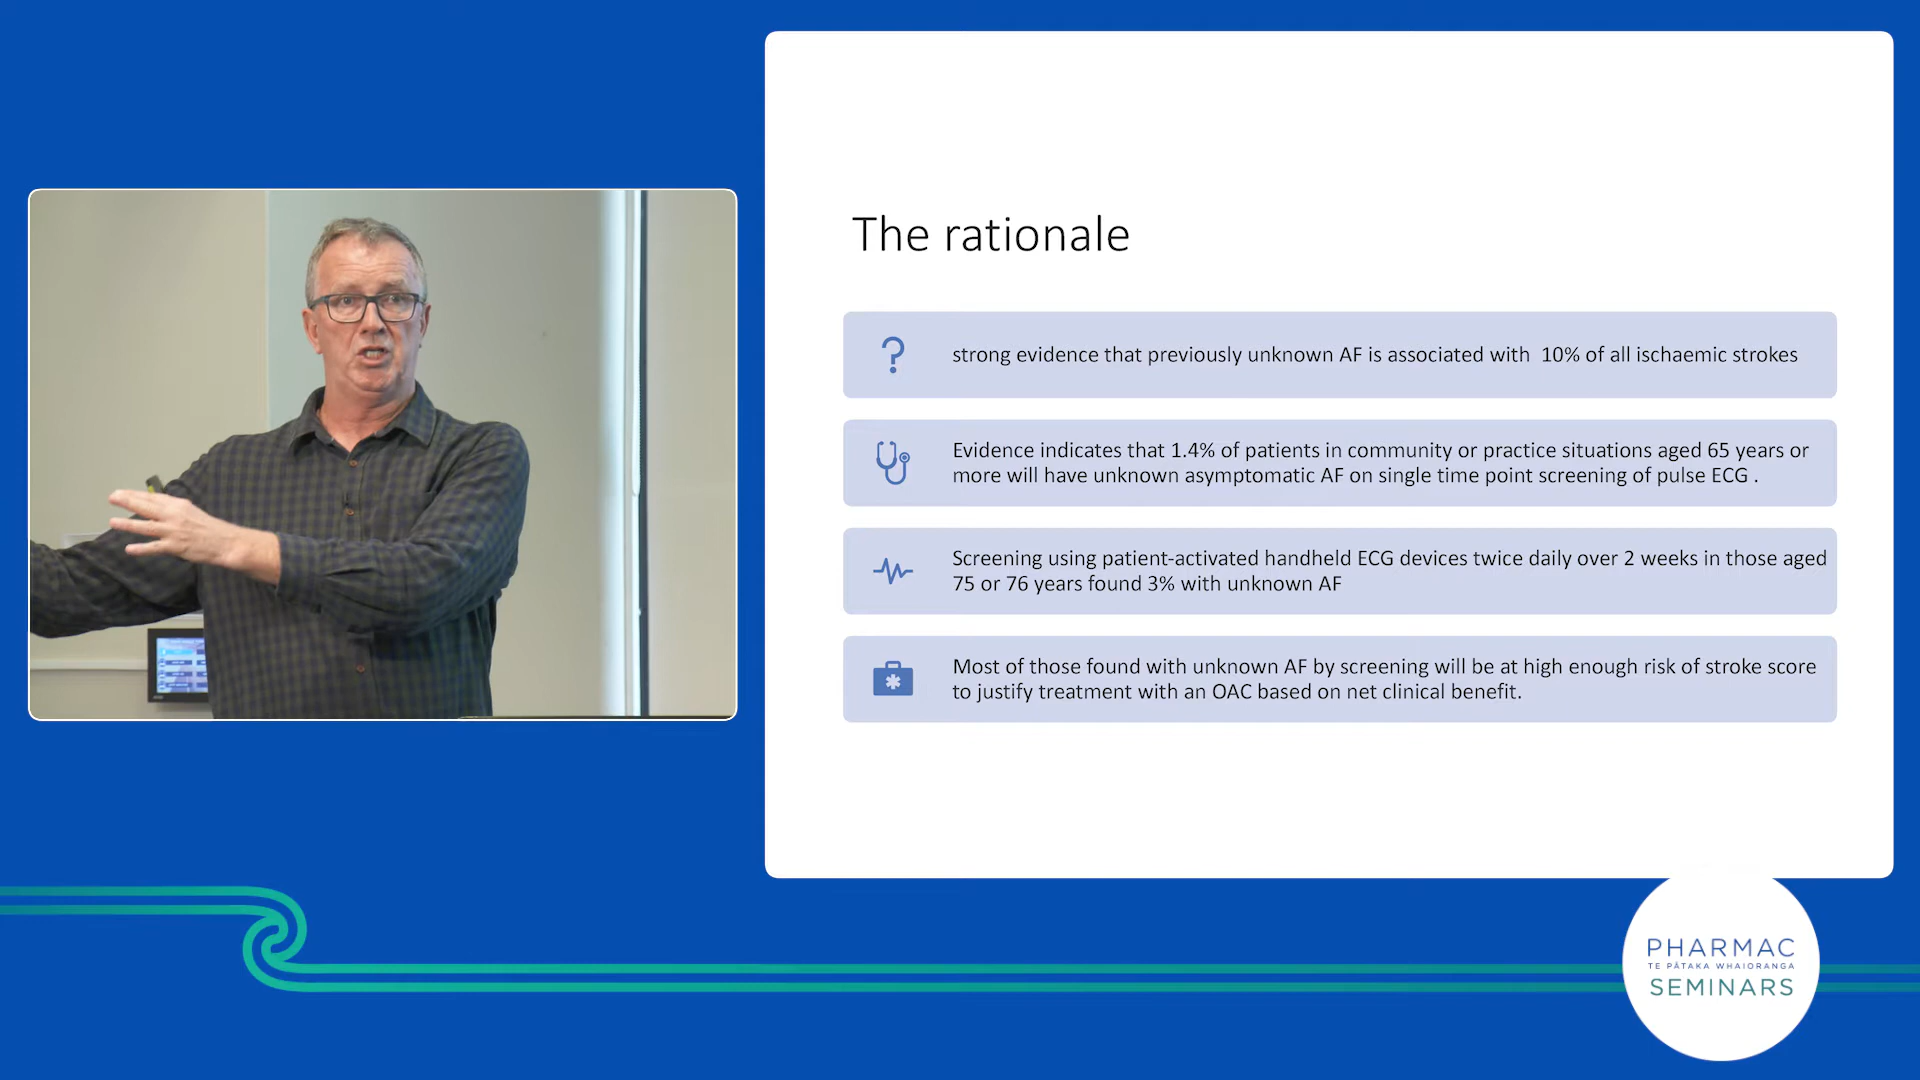 The rationale
strong evidence that previously unknown AF is associated with 10% of all ischaemic strokes
Evidence indicates that 1.4% of patients in community or practice situations aged 65 years or
more will have unknown asymptomatic AF on single time point screening of pulse ECG .
Screening using patient-activated handheld ECG devices twice daily over 2 weeks in those aged
75 or 76 years found 3% with unknown AF
Most of those found with unknown AF by screening will be at high enough risk of stroke score
to justify treatment with an OAC based on net clinical benefit.
PHARMAC
TE PĀTAKA WHAIORANGA
SEMINARS